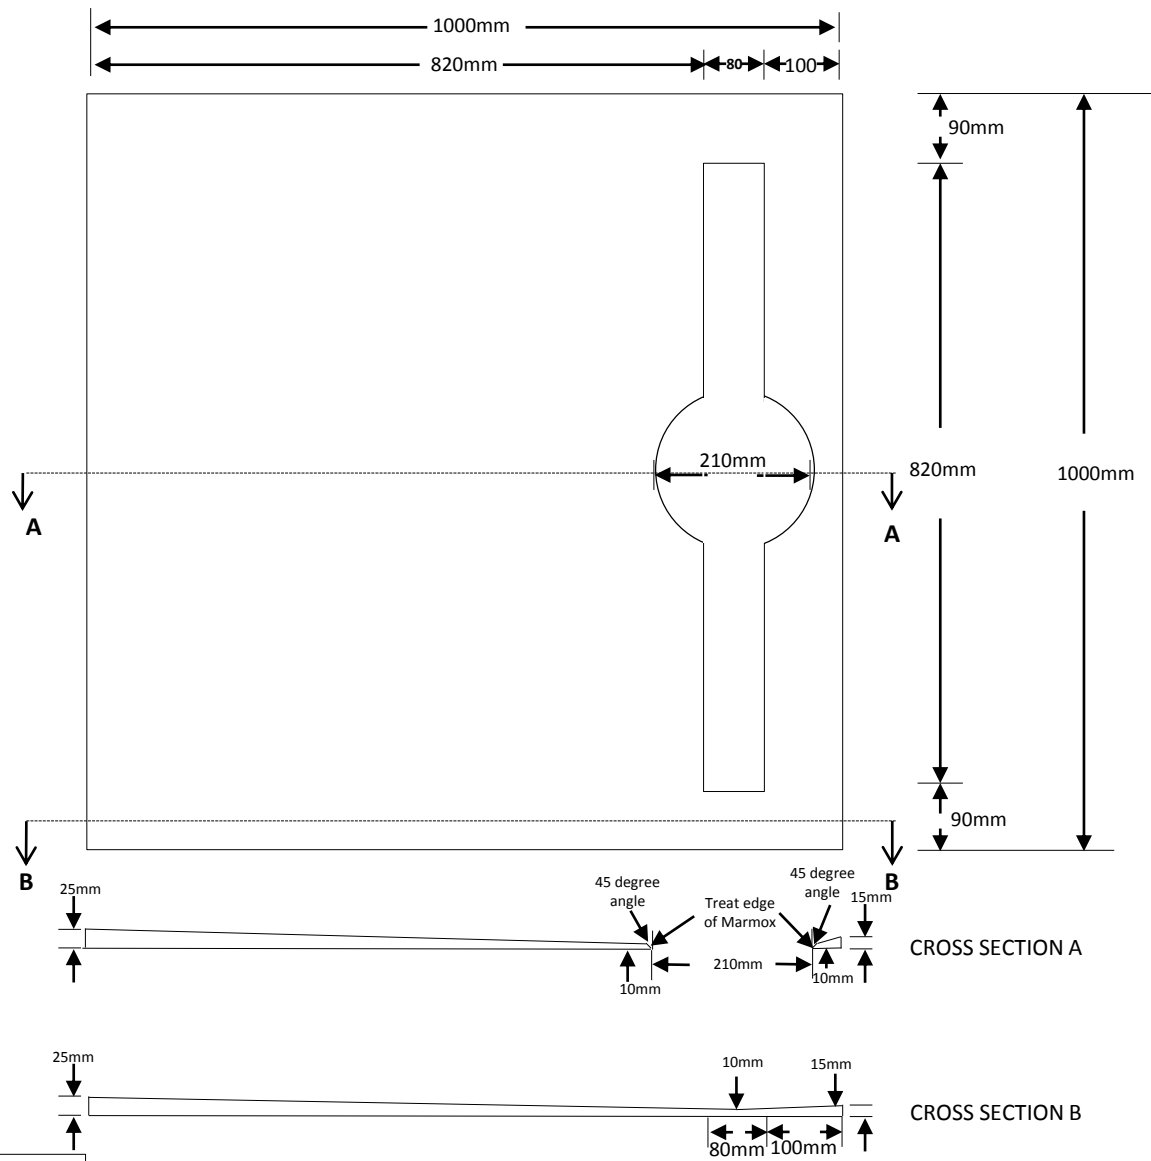 1000mm
820mm
80
100
90mm
210mm
820mm
1000mm
A
A
90mm
B
B
25mm
45 degree
angle
Treat edge
of Marmox
45 degree
angle
15mm
CROSS SECTION A
210mm
10mm
10mm
25mm
10mm
15mm
CROSS SECTION B
80mm
100mm